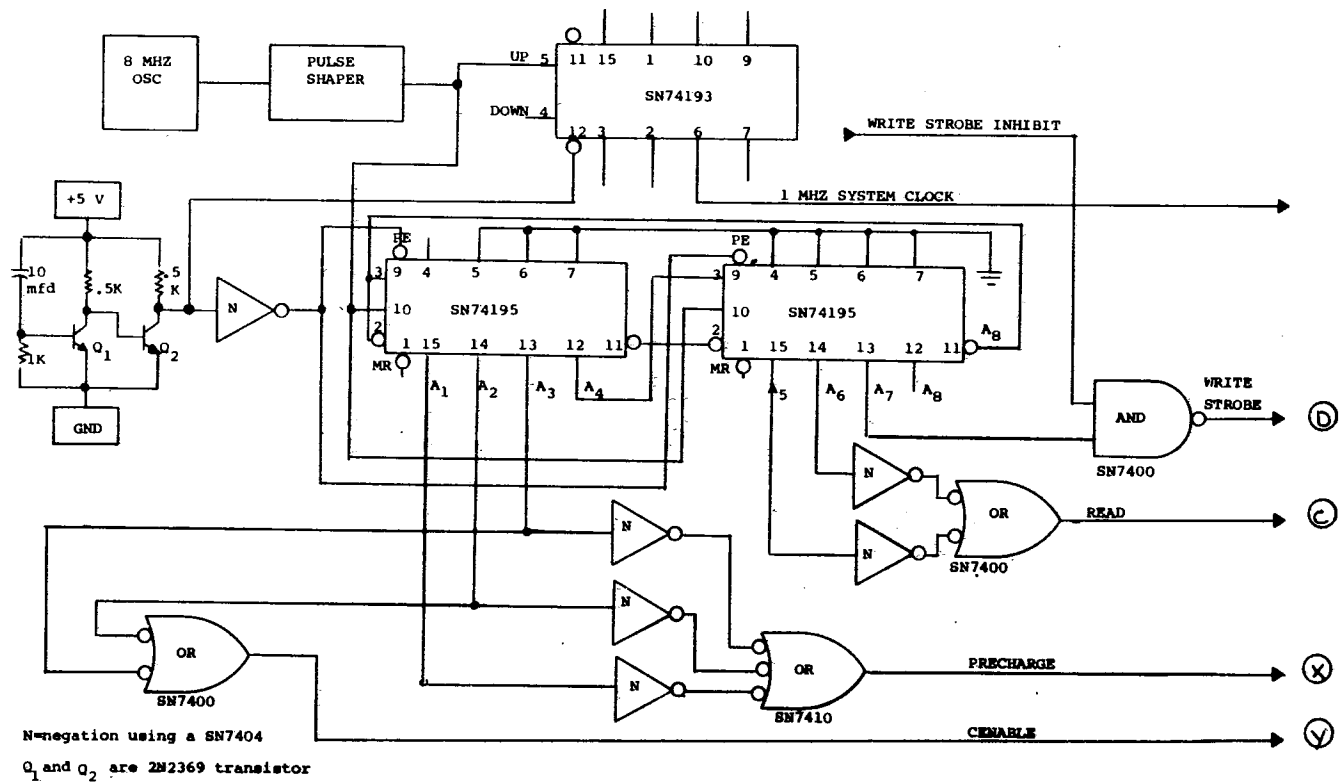 8 MHZ
OSC
PULSE
SHAPER
UP 5
11 15 1 10 9
SN74193
DOWN 4
12 3 2 6 7
WRITE STROBE INHIBIT
1 MHZ SYSTEM CLOCK
+5 V
10
mfd
.5K
.5
K
1K
Q1
Q2
GND
N
PE
3 9 4 5 6 7
10 SN74195
2
1 15 14 13 12 11
MR
A1 A2 A3 A4
PE
3 9 4 5 6 7
10 SN74195
2
1 15 14 13 12 11
A8
MR
A5 A6 A7 A8
AND
SN7400
WRITE
STROBE
D
N
N
OR
SN7400
READ
C
N
N
N
OR
SN7410
PRECHARGE
X
OR
SN7400
CENABLE
Y
N=negation using a SN7404
Q1 and Q2 are 2N2369 transistor